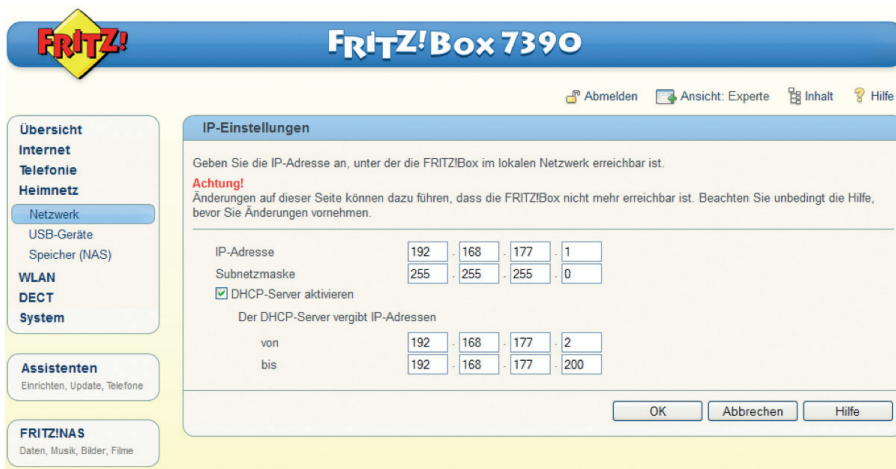 FRITZ!
FRITZ!Box 7390
Abmelden Ansicht: Experte Inhalt Hilfe
Übersicht
Internet
Telefonie
Heimnetz
Netzwerk
USB-Geräte
Speicher (NAS)
WLAN
DECT
System
Assistenten
Einrichten, Update, Telefone
FRITZ!NAS
Daten, Musik, Bilder, Filme
IP-Einstellungen
Geben Sie die IP-Adresse an, unter der die FRITZ!Box im lokalen Netzwerk erreichbar ist.
Achtung!
Änderungen auf dieser Seite können dazu führen, dass die FRITZ!Box nicht mehr erreichbar ist. Beachten Sie unbedingt die Hilfe,
bevor Sie Änderungen vornehmen.
IP-Adresse 192 . 168 . 177 . 1
Subnetzmaske 255 . 255 . 255 . 0
DHCP-Server aktivieren
Der DHCP-Server vergibt IP-Adressen
von 192 . 168 . 177 . 2
bis 192 . 168 . 177 . 200
OK Abbrechen Hilfe